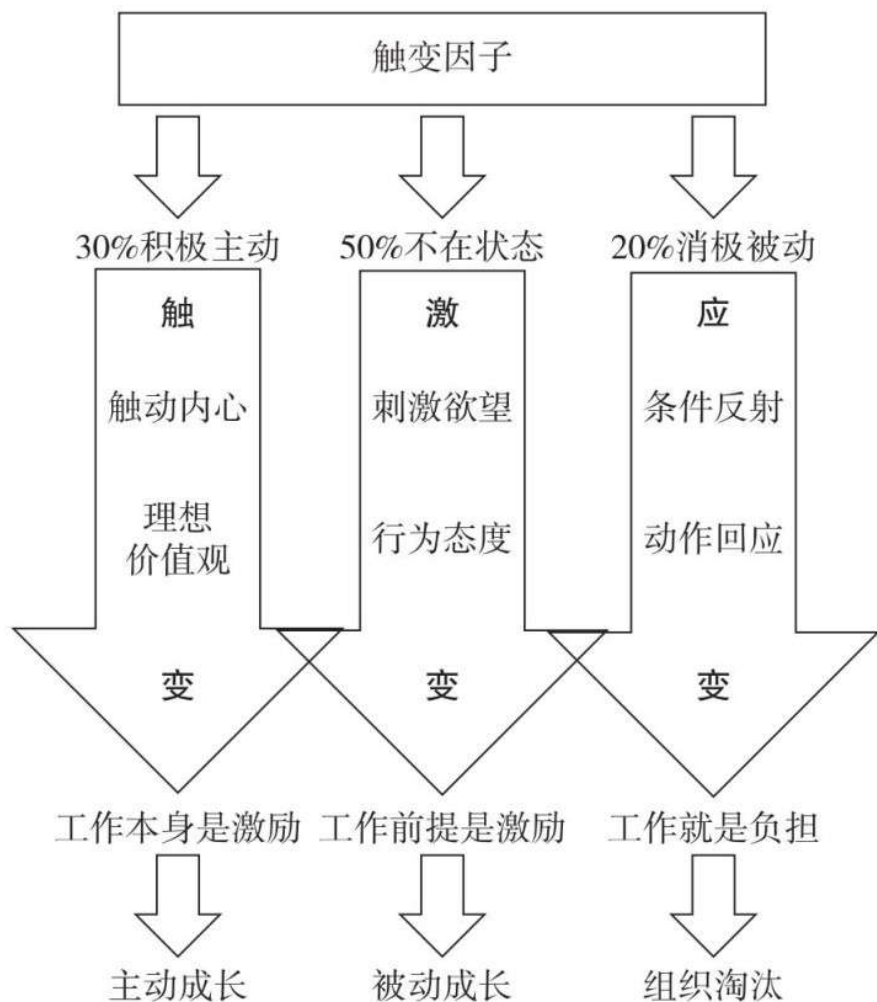 触变因子
30%积极主动
触
触动内心
理想
价值观
变
工作本身是激励
主动成长
50%不在状态
激
刺激欲望
行为态度
变
工作前提是激励
被动成长
20%消极被动
应
条件反射
动作回应
变
工作就是负担
组织淘汰